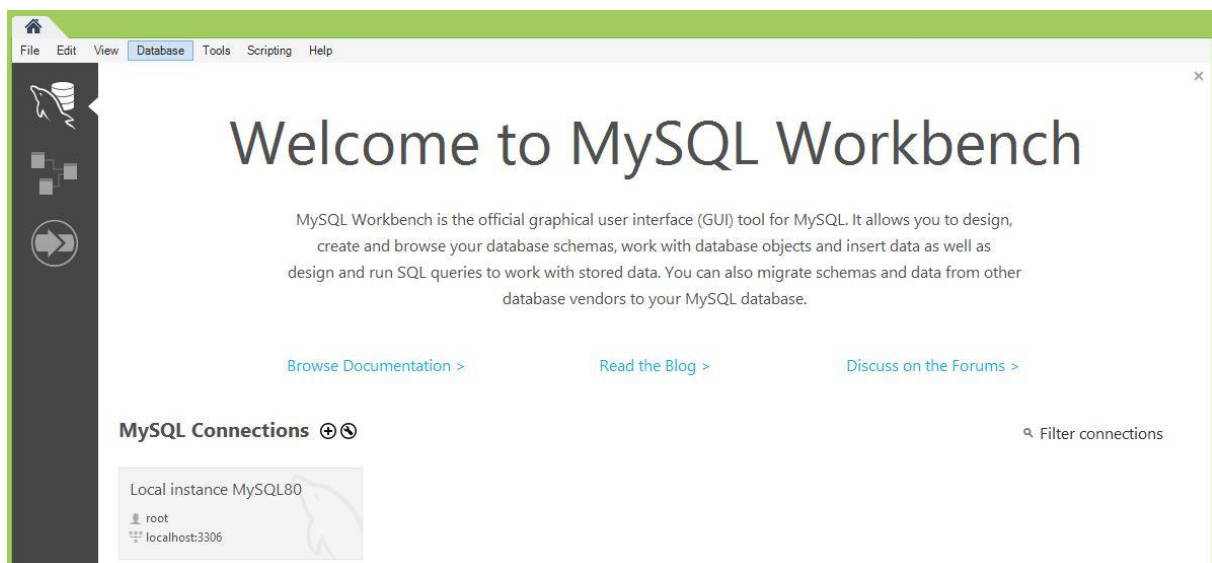 File Edit View Database Tools Scripting Help
Welcome to MySQL Workbench
MySQL Workbench is the official graphical user interface (GUI) tool for MySQL. It allows you to design,
create and browse your database schemas, work with database objects and insert data as well as
design and run SQL queries to work with stored data. You can also migrate schemas and data from other
database vendors to your MySQL database.
Browse Documentation > Read the Blog > Discuss on the Forums >
MySQL Connections Filter connections
Local instance MySQL80
root
localhost:3306